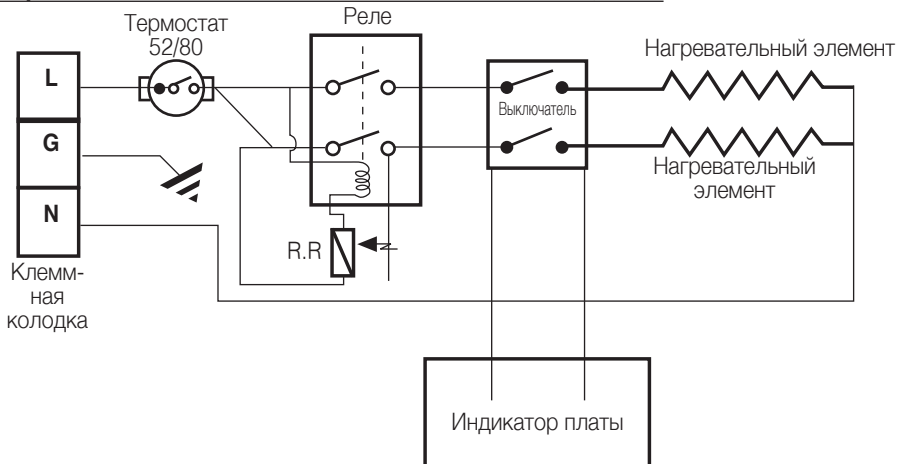 Реле
Термостат
52/80
Нагревательный элемент
L
Выключатель
G
Нагревательный
элемент
N
R.R
Клемм-
ная
колодка
Индикатор платы